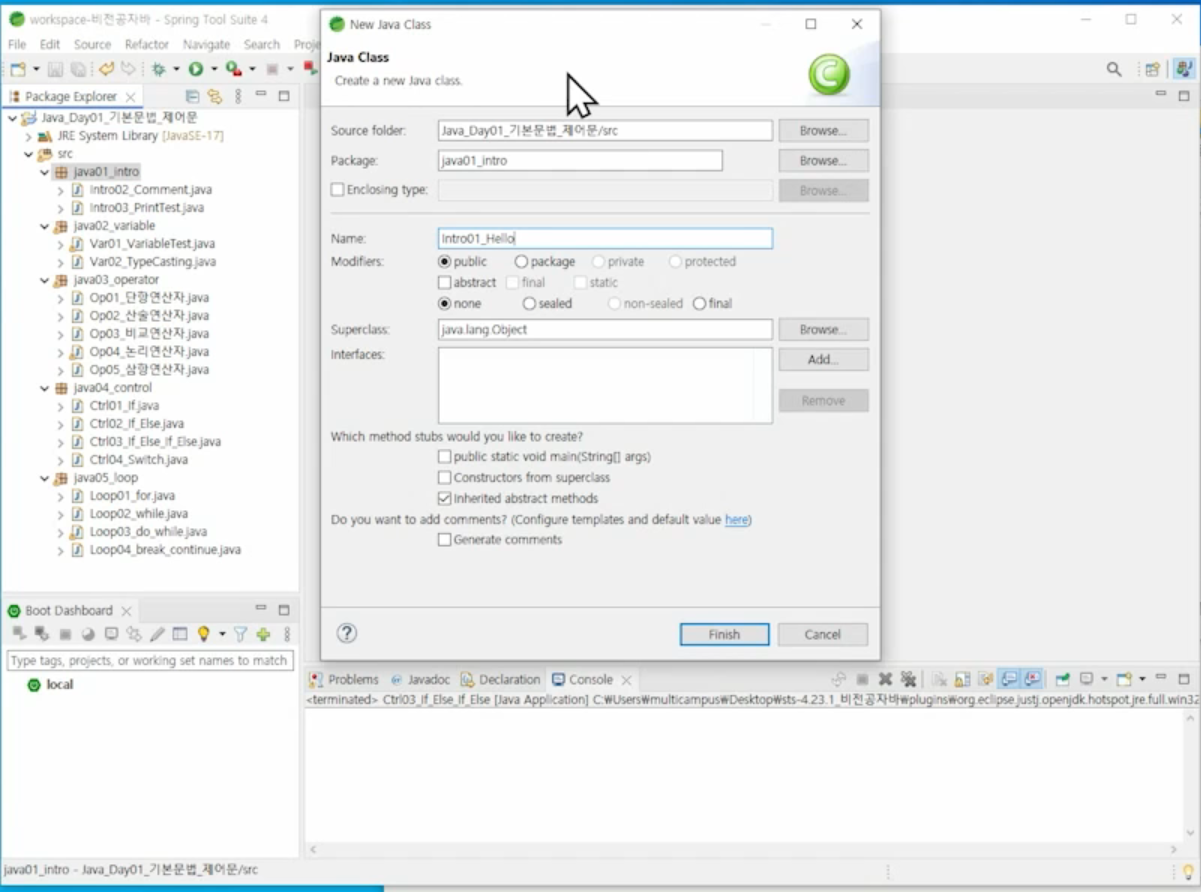 workspace-비전공자바 - Spring Tool Suite 4
File Edit Source Refactor Navigate Search Proje
Package Explorer
Java_Day01_기본문법_제어문
JRE System Library [JavaSE-17]
src
java01_intro
Intro02_Comment.java
Intro03_PrintTest.java
java02_variable
Var01_VariableTest.java
Var02_TypeCasting.java
java03_operator
Op01_단항연산자.java
Op02_산술연산자.java
Op03_비교연산자.java
Op04_논리연산자.java
Op05_삼항연산자.java
java04_control
Ctrl01_If.java
Ctrl02_If_Else.java
Ctrl03_If_Else_If_Else.java
Ctrl04_Switch.java
java05_loop
Loop01_for.java
Loop02_while.java
Loop03_do_while.java
Loop04_break_continue.java
Boot Dashboard
Type tags, projects, or working set names to match
local
New Java Class
Java Class
Create a new Java class.
C
Source folder: Java_Day01_기본문법_제어문/src Browse...
Package: java01_intro Browse...
Enclosing type: Browse...
Name: Intro01_Hello
Modifiers: public package private protected
abstract final static
none sealed non-sealed final
Superclass: java.lang.Object Browse...
Interfaces: Add...
Remove
Which method stubs would you like to create?
public static void main(String[] args)
Constructors from superclass
Inherited abstract methods
Do you want to add comments? (Configure templates and default value here)
Generate comments
? Finish Cancel
Problems Javadoc Declaration Console
<terminated> Ctrl03_If_Else_If_Else [Java Application] C:₩Users₩multicampus₩Desktop₩sts-4.23.1_비전공자바₩plugins₩org.eclipse.justj.openjdk.hotspot.jre.full.win32
java01_intro - Java_Day01_기본문법_제어문/src